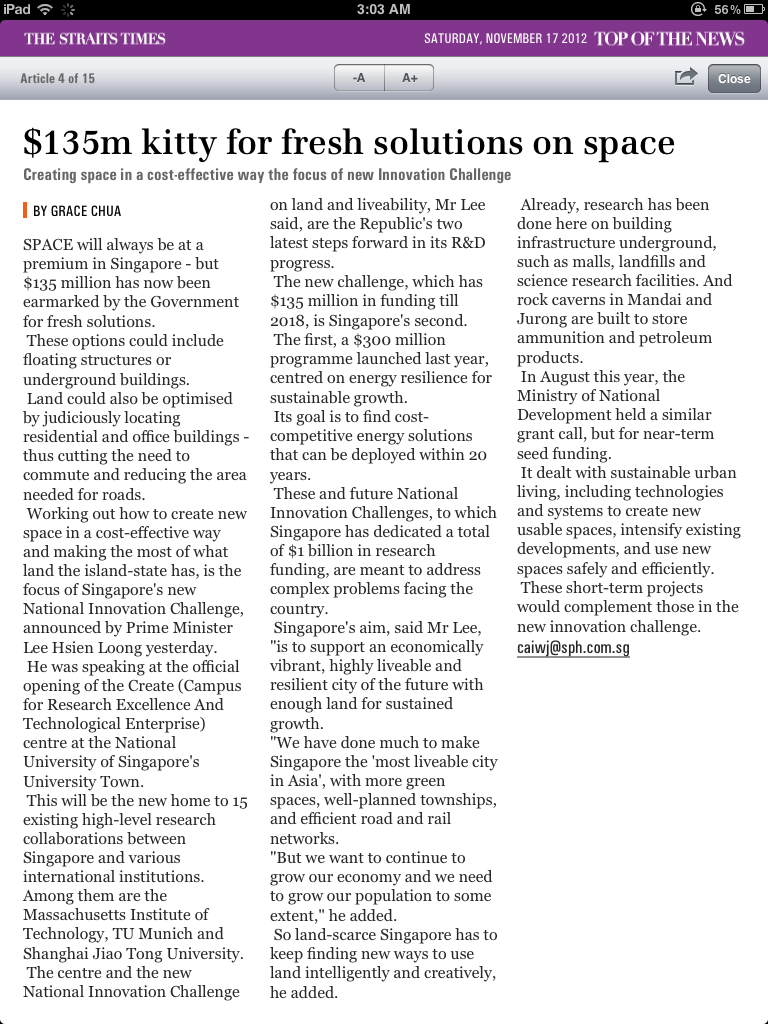 iPad 3:03 AM 56%
THE STRAITS TIMES SATURDAY, NOVEMBER 17 2012 TOP OF THE NEWS
Article 4 of 15 -A A+ Close
$135m kitty for fresh solutions on space
Creating space in a cost-effective way the focus of new Innovation Challenge
BY GRACE CHUA
SPACE will always be at a
premium in Singapore - but
$135 million has now been
earmarked by the Government
for fresh solutions.
These options could include
floating structures or
underground buildings.
Land could also be optimised
by judiciously locating
residential and office buildings -
thus cutting the need to
commute and reducing the area
needed for roads.
Working out how to create new
space in a cost-effective way
and making the most of what
land the island-state has, is the
focus of Singapore's new
National Innovation Challenge,
announced by Prime Minister
Lee Hsien Loong yesterday.
He was speaking at the official
opening of the Create (Campus
for Research Excellence And
Technological Enterprise)
centre at the National
University of Singapore's
University Town.
This will be the new home to 15
existing high-level research
collaborations between
Singapore and various
international institutions.
Among them are the
Massachusetts Institute of
Technology, TU Munich and
Shanghai Jiao Tong University.
The centre and the new
National Innovation Challenge
on land and liveability, Mr Lee
said, are the Republic's two
latest steps forward in its R&D
progress.
The new challenge, which has
$135 million in funding till
2018, is Singapore's second.
The first, a $300 million
programme launched last year,
centred on energy resilience for
sustainable growth.
Its goal is to find cost-
competitive energy solutions
that can be deployed within 20
years.
These and future National
Innovation Challenges, to which
Singapore has dedicated a total
of $1 billion in research
funding, are meant to address
complex problems facing the
country.
Singapore's aim, said Mr Lee,
"is to support an economically
vibrant, highly liveable and
resilient city of the future with
enough land for sustained
growth.
"We have done much to make
Singapore the 'most liveable city
in Asia', with more green
spaces, well-planned townships,
and efficient road and rail
networks.
"But we want to continue to
grow our economy and we need
to grow our population to some
extent," he added.
So land-scarce Singapore has to
keep finding new ways to use
land intelligently and creatively,
he added.
Already, research has been
done here on building
infrastructure underground,
such as malls, landfills and
science research facilities. And
rock caverns in Mandai and
Jurong are built to store
ammunition and petroleum
products.
In August this year, the
Ministry of National
Development held a similar
grant call, but for near-term
seed funding.
It dealt with sustainable urban
living, including technologies
and systems to create new
usable spaces, intensify existing
developments, and use new
spaces safely and efficiently.
These short-term projects
would complement those in the
new innovation challenge.
caiwj@sph.com.sg